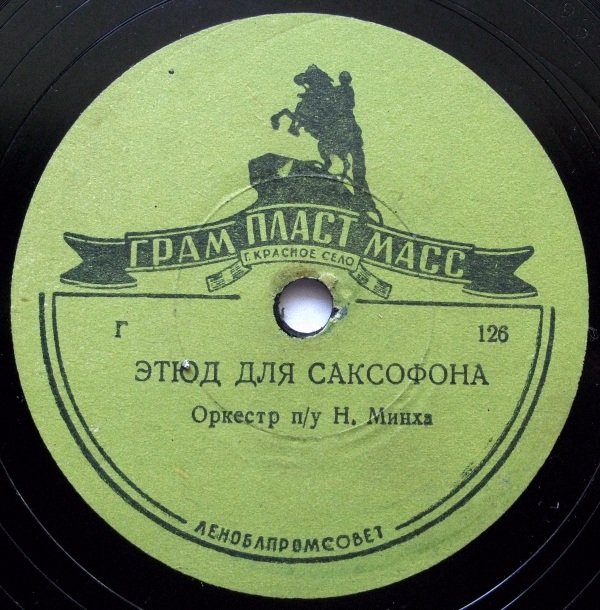 ГРАМ ПЛАСТ МАСС
Г. КРАСНОЕ СЕЛО
Г 126
ЭТЮД ДЛЯ САКСОФОНА
Оркестр п/у Н. Минха
ЛЕНОБЛПРОМСОВЕТ